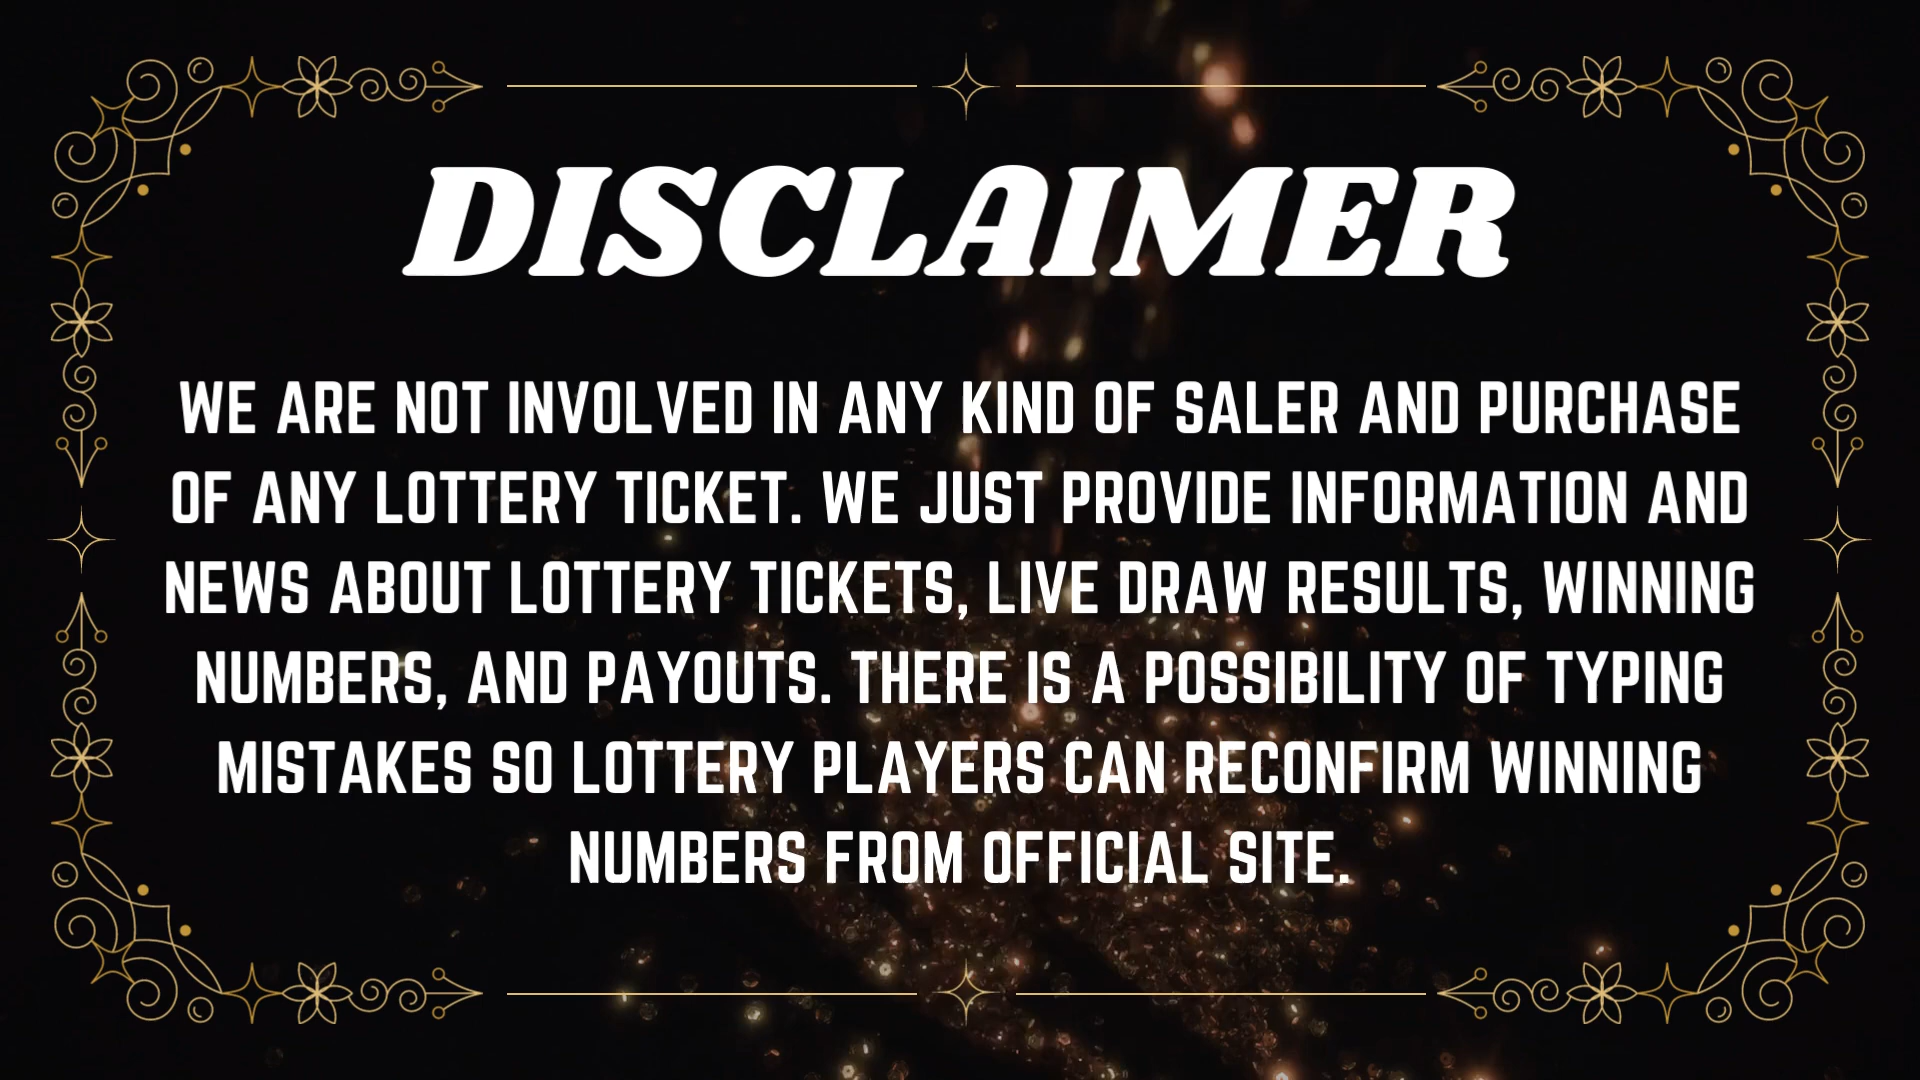 DISCLAIMER
WE ARE NOT INVOLVED IN ANY KIND OF SALER AND PURCHASE
OF ANY LOTTERY TICKET. WE JUST PROVIDE INFORMATION AND
NEWS ABOUT LOTTERY TICKETS, LIVE DRAW RESULTS, WINNING
NUMBERS, AND PAYOUTS. THERE IS A POSSIBILITY OF TYPING
MISTAKES SO LOTTERY PLAYERS CAN RECONFIRM WINNING
NUMBERS FROM OFFICIAL SITE.